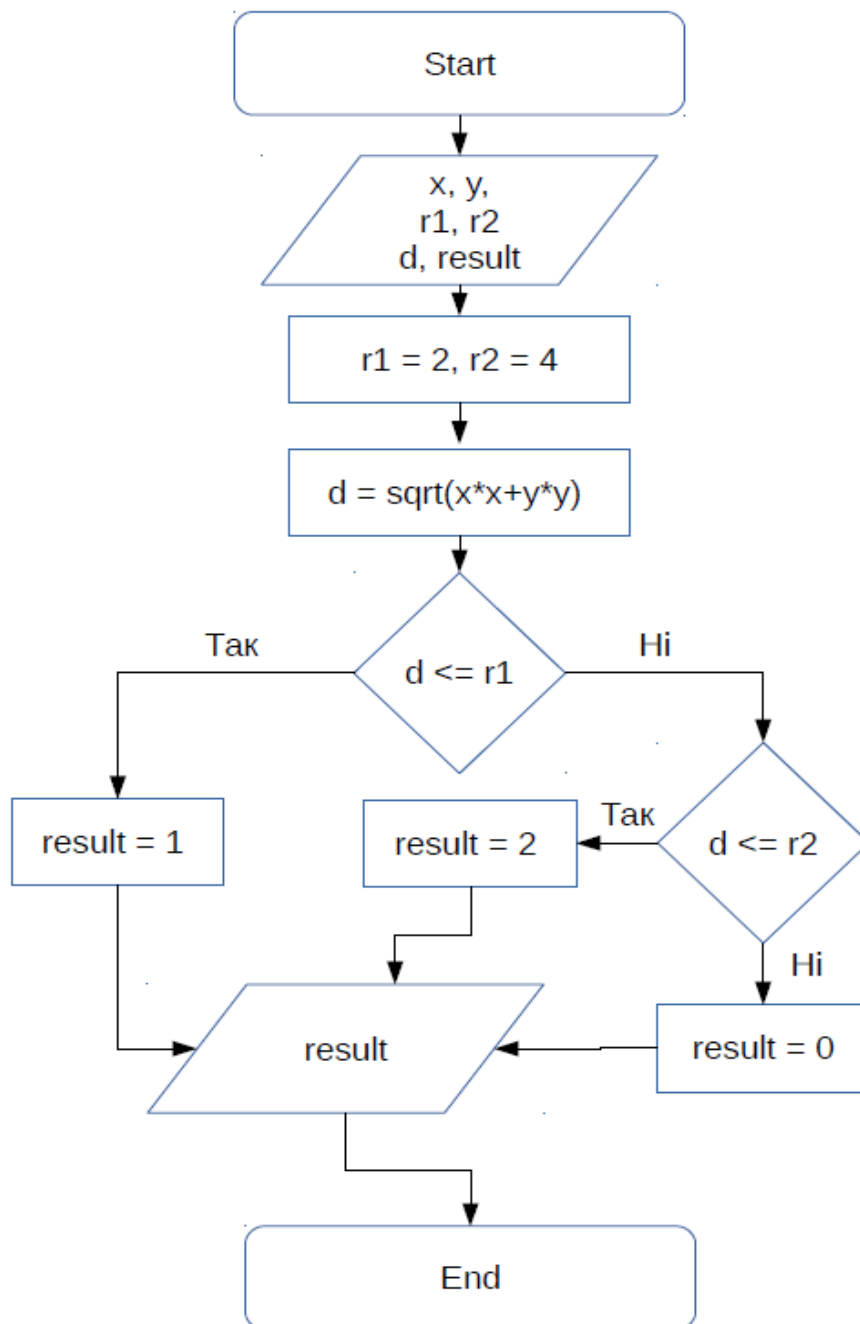 Start
x, y,
r1, r2
d, result
r1 = 2, r2 = 4
d = sqrt(x*x+y*y)
Так
Ні
d <= r1
result = 1
result = 2
Так
d <= r2
Ні
result
result = 0
End